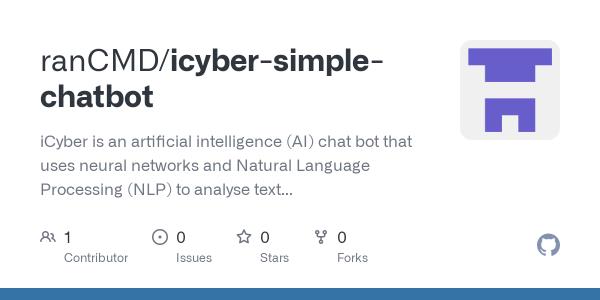 ranCMD/icyber-simple-
chatbot
iCyber is an artificial intelligence (AI) chat bot that
uses neural networks and Natural Language
Processing (NLP) to analyse text...
1 0 0 0
Contributor Issues Stars Forks